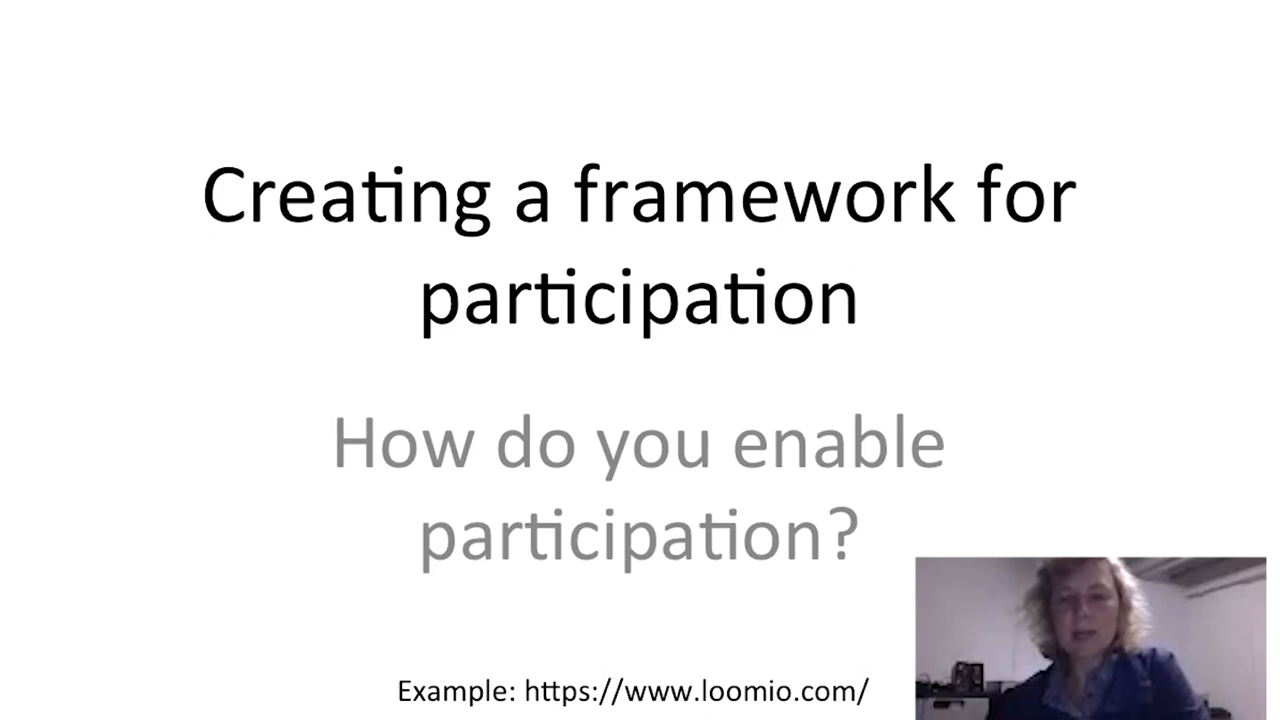 Creating a framework for
participation
How do you enable
participation?
Example: https://www.loomio.com/